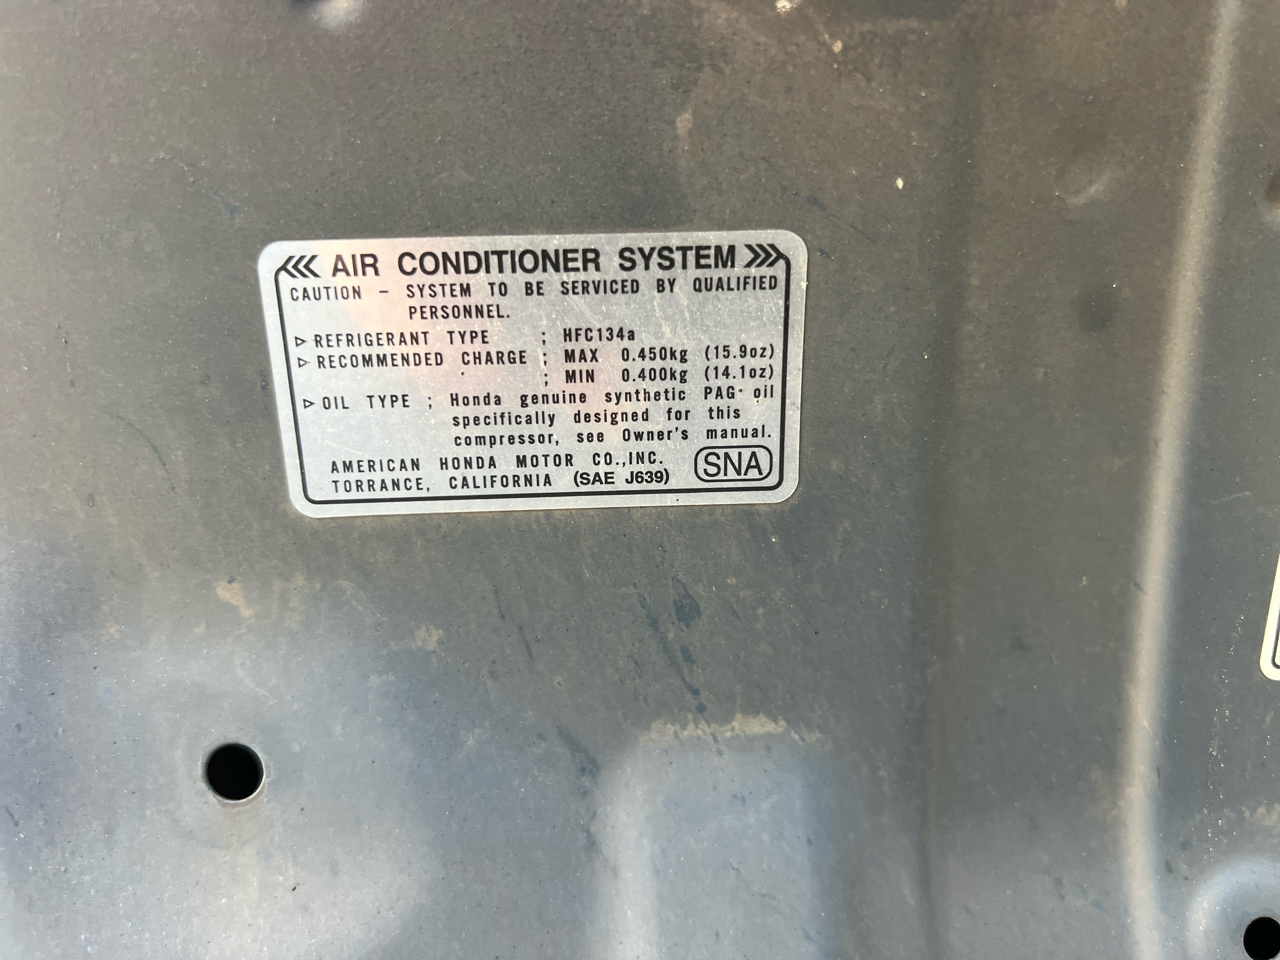 AIR CONDITIONER SYSTEM
CAUTION - SYSTEM TO BE SERVICED BY QUALIFIED
PERSONNEL.
▷ REFRIGERANT TYPE ; HFC134a
▷ RECOMMENDED CHARGE ; MAX 0.450kg (15.9oz)
; MIN 0.400kg (14.1oz)
▷ OIL TYPE ; Honda genuine synthetic PAG oil
specifically designed for this
compressor, see Owner's manual.
AMERICAN HONDA MOTOR CO.,INC.
TORRANCE, CALIFORNIA (SAE J639)
SNA